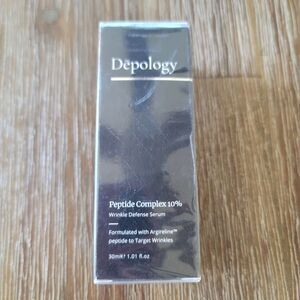 Depology
Peptide Complex 10%
Wrinkle Defense Serum
Formulated with Argireline™
peptide to Target Wrinkles
30ml℮ 1.01 fl.oz